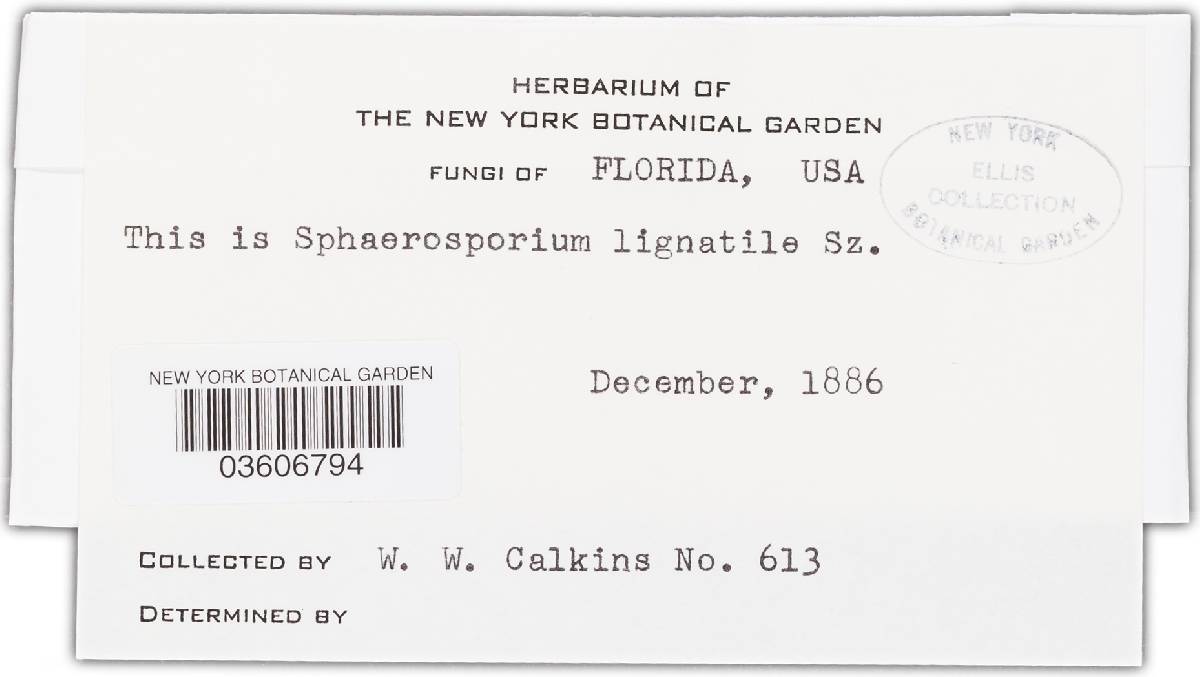 HERBARIUM OF
THE NEW YORK BOTANICAL GARDEN
FUNGI OF FLORIDA, USA
NEW YORK
ELLIS
COLLECTION
BOTANICAL GARDEN
This is Sphaerosporium lignatile Sz.
December, 1886
NEW YORK BOTANICAL GARDEN
03606794
COLLECTED BY W. W. Calkins No. 613
DETERMINED BY